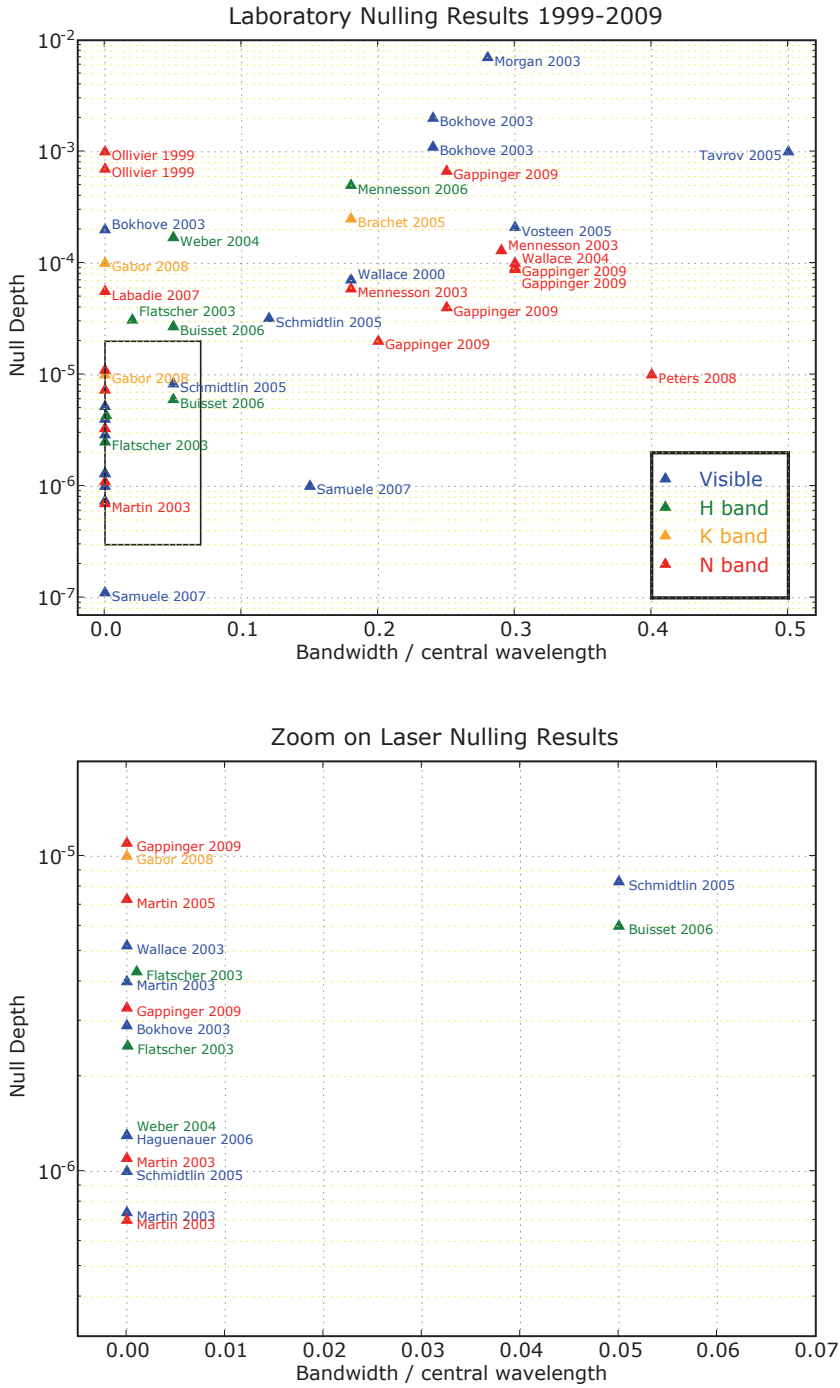 Laboratory Nulling Results 1999-2009
10-2
Morgan 2003
Bokhove 2003
10-3
Ollivier 1999
Bokhove 2003
Tavrov 2005
Ollivier 1999
Gappinger 2009
Mennesson 2006
Bokhove 2003
Brachet 2005
Vosteen 2005
Weber 2004
Mennesson 2003
10-4
Gabor 2008
Wallace 2004
Wallace 2000
Gappinger 2009
Gappinger 2009
Labadie 2007
Mennesson 2003
Flatscher 2003
Gappinger 2009
Schmidtlin 2005
Buisset 2006
Gappinger 2009
10-5
Gabor 2008
Peters 2008
Schmidtlin 2005
Buisset 2006
Flatscher 2003
Visible
10-6
Samuele 2007
Martin 2003
H band
K band
N band
10-7
Samuele 2007
Null Depth
0.0 0.1 0.2 0.3 0.4 0.5
Bandwidth / central wavelength
Zoom on Laser Nulling Results
Gappinger 2009
10-5
Gabor 2008
Schmidtlin 2005
Martin 2005
Buisset 2006
Wallace 2003
Flatscher 2003
Martin 2003
Gappinger 2009
Bokhove 2003
Flatscher 2003
Weber 2004
Haguenauer 2006
Martin 2003
10-6
Schmidtlin 2005
Martin 2003
Martin 2003
Null Depth
0.00 0.01 0.02 0.03 0.04 0.05 0.06 0.07
Bandwidth / central wavelength